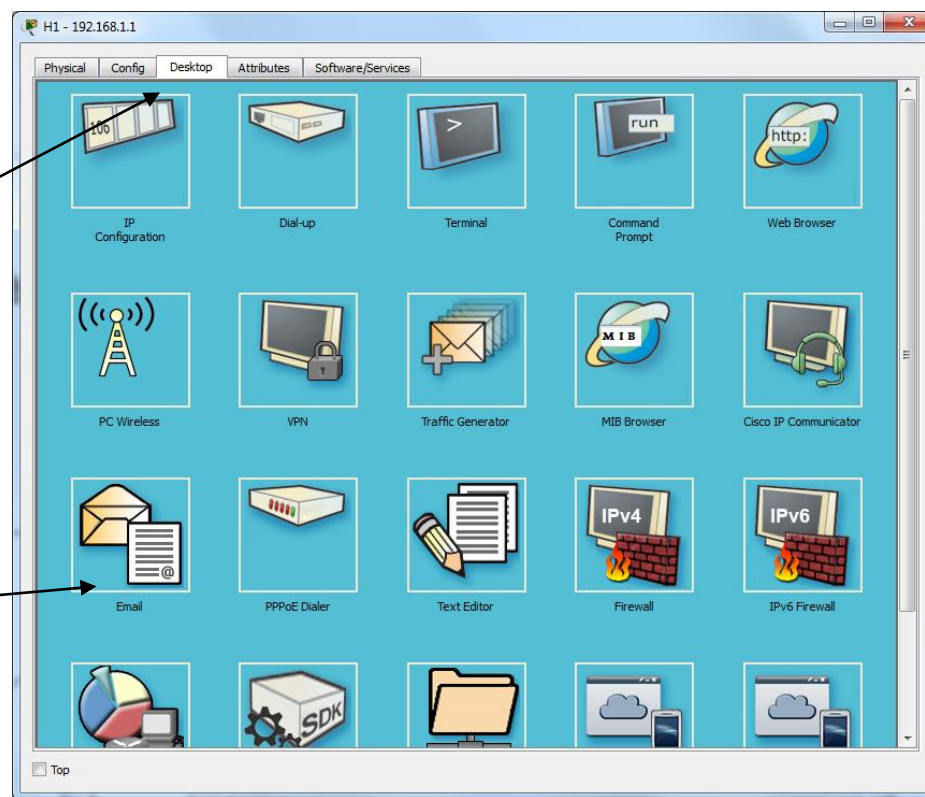 H1 - 192.168.1.1
Physical Config Desktop Attributes Software/Services
106
>
run
http:
IP
Configuration
Dial-up
Terminal
Command
Prompt
Web Browser
MIB
PC Wireless
VPN
Traffic Generator
MIB Browser
Cisco IP Communicator
@
IPv4
IPv6
Email
PPPoE Dialer
Text Editor
Firewall
IPv6 Firewall
SDK
Top